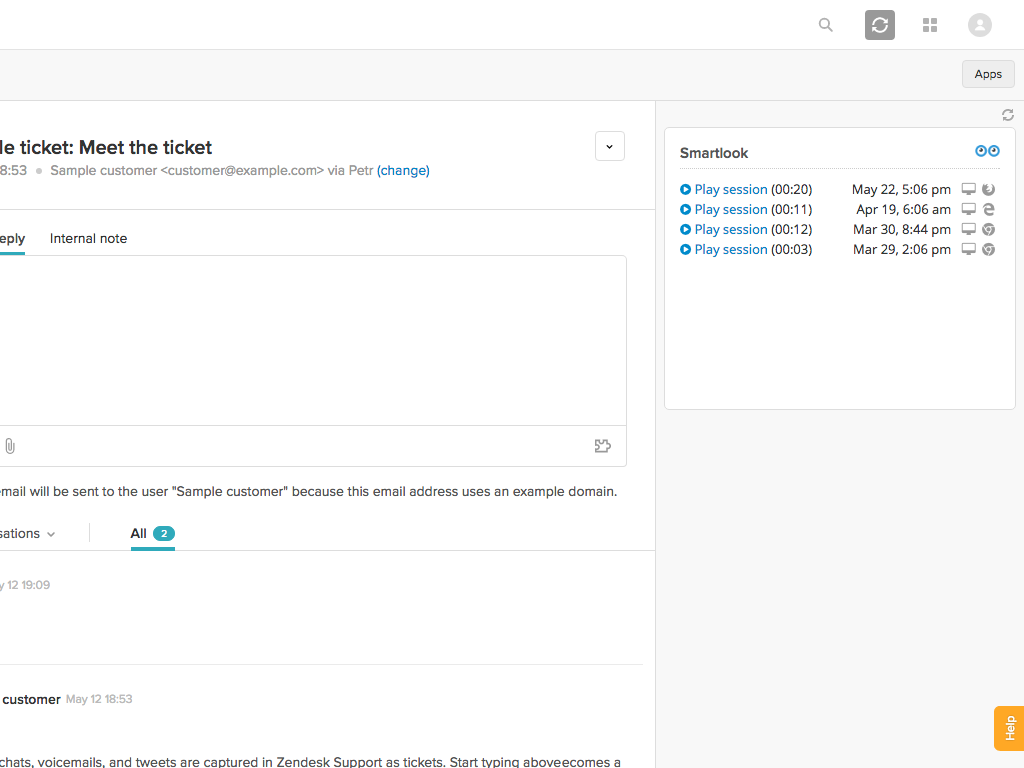 Apps
le ticket: Meet the ticket
8:53 Sample customer <customer@example.com> via Petr (change)
eply Internal note
email will be sent to the user "Sample customer" because this email address uses an example domain.
sations All 2
y 12 19:09
customer May 12 18:53
chats, voicemails, and tweets are captured in Zendesk Support as tickets. Start typing aboveecomes a
Smartlook
Play session (00:20) May 22, 5:06 pm
Play session (00:11) Apr 19, 6:06 am
Play session (00:12) Mar 30, 8:44 pm
Play session (00:03) Mar 29, 2:06 pm
Help